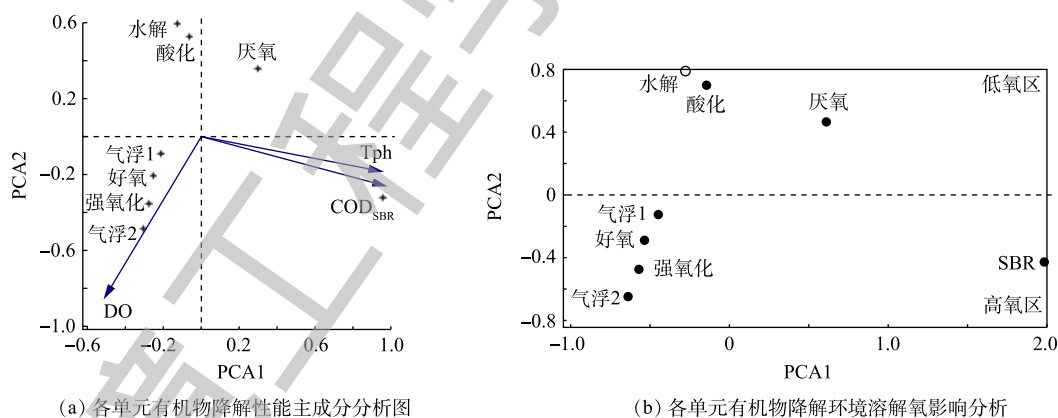 0.6
0.2
−0.2
−0.6
−1.0
PCA2
−0.6
−0.2
0.2
0.6
1.0
PCA1
水解
酸化
厌氧
气浮1
好氧
强氧化
气浮2
DO
Tph
COD_SBR
(a) 各单元有机物降解性能主成分分析图
0.8
0.4
0
−0.4
−0.8
PCA2
−1.0
0
1.0
2.0
PCA1
水解
酸化
厌氧
低氧区
气浮1
好氧
强氧化
气浮2
SBR
高氧区
(b) 各单元有机物降解环境溶解氧影响分析